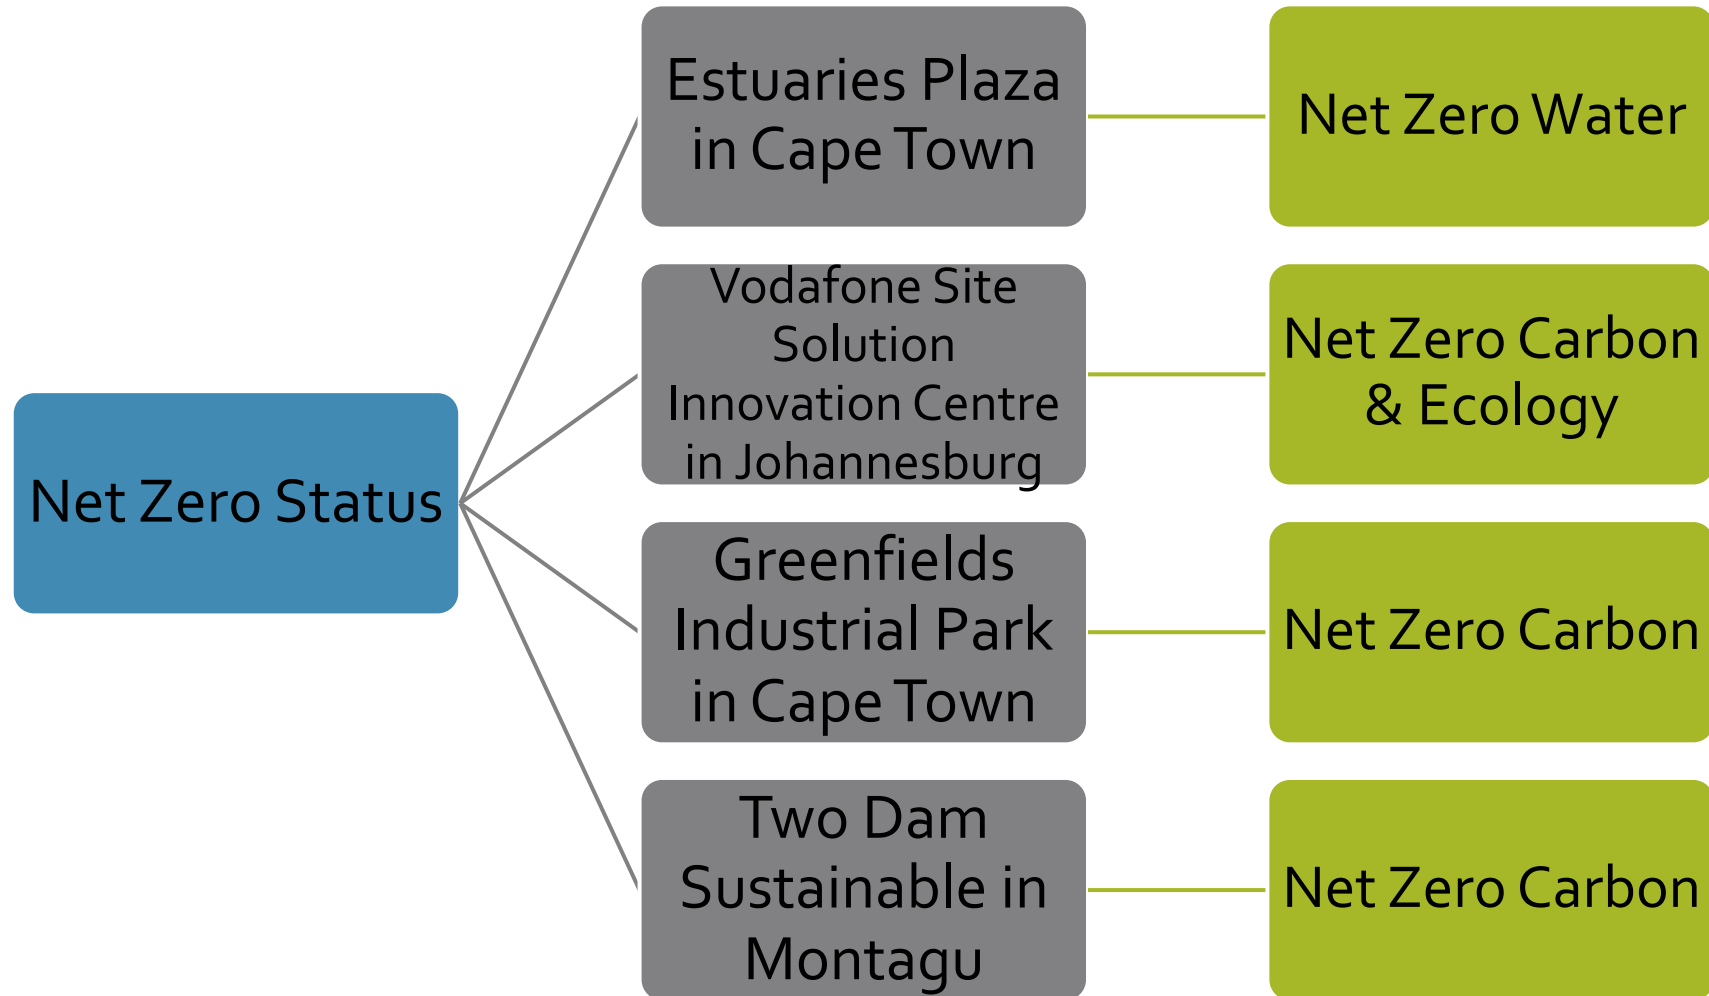 Net Zero Status
Estuaries Plaza
in Cape Town
Net Zero Water
Vodafone Site
Solution
Innovation Centre
in Johannesburg
Net Zero Carbon
& Ecology
Greenfields
Industrial Park
in Cape Town
Net Zero Carbon
Two Dam
Sustainable in
Montagu
Net Zero Carbon